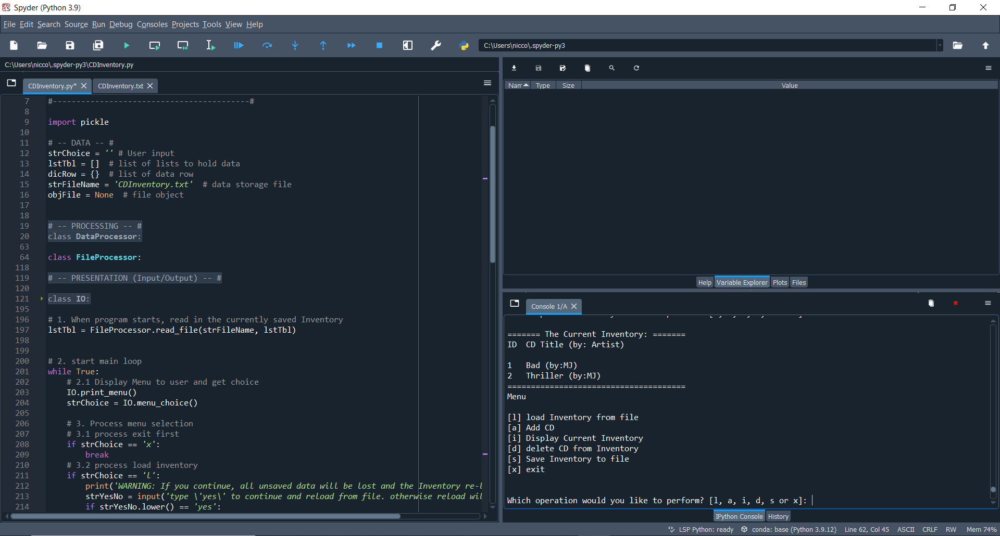 Spyder (Python 3.9)
File Edit Search Source Run Debug Consoles Projects Tools View Help
C:\Users\nicco\.spyder-py3
C:\Users\nicco\.spyder-py3\CDInventory.py
CDInventory.py* CDInventory.txt
7 #------------------------------------------#
8
9 import pickle
10
11 # -- DATA -- #
12 strChoice = '' # User input
13 lstTbl = []  # list of lists to hold data
14 dicRow = {}  # list of data row
15 strFileName = 'CDInventory.txt'  # data storage file
16 objFile = None  # file object
17
18
19 # -- PROCESSING -- #
20 class DataProcessor:
63
64 class FileProcessor:
118
119 # -- PRESENTATION (Input/Output) -- #
120
121 class IO:
195
196 # 1. When program starts, read in the currently saved Inventory
197 lstTbl = FileProcessor.read_file(strFileName, lstTbl)
198
199
200 # 2. start main loop
201 while True:
202     # 2.1 Display Menu to user and get choice
203     IO.print_menu()
204     strChoice = IO.menu_choice()
205
206     # 3. Process menu selection
207     # 3.1 process exit first
208     if strChoice == 'x':
209         break
210     # 3.2 process load inventory
211     if strChoice == 'l':
212         print('WARNING: If you continue, all unsaved data will be lost and the Inventory re-l
213         strYesNo = input('type \'yes\' to continue and reload from file. otherwise reload wil
214         if strYesNo.lower() == 'yes':
Nam Type Size Value
Help Variable Explorer Plots Files
Console 1/A
======= The Current Inventory: =======
ID  CD Title (by: Artist)
1   Bad (by:MJ)
2   Thriller (by:MJ)
======================================
Menu
[l] load Inventory from file
[a] Add CD
[i] Display Current Inventory
[d] delete CD from Inventory
[s] Save Inventory to file
[x] exit
Which operation would you like to perform? [l, a, i, d, s or x]:
IPython Console History
LSP Python: ready conda: base (Python 3.9.12) Line 62, Col 45 ASCII CRLF RW Mem 74%